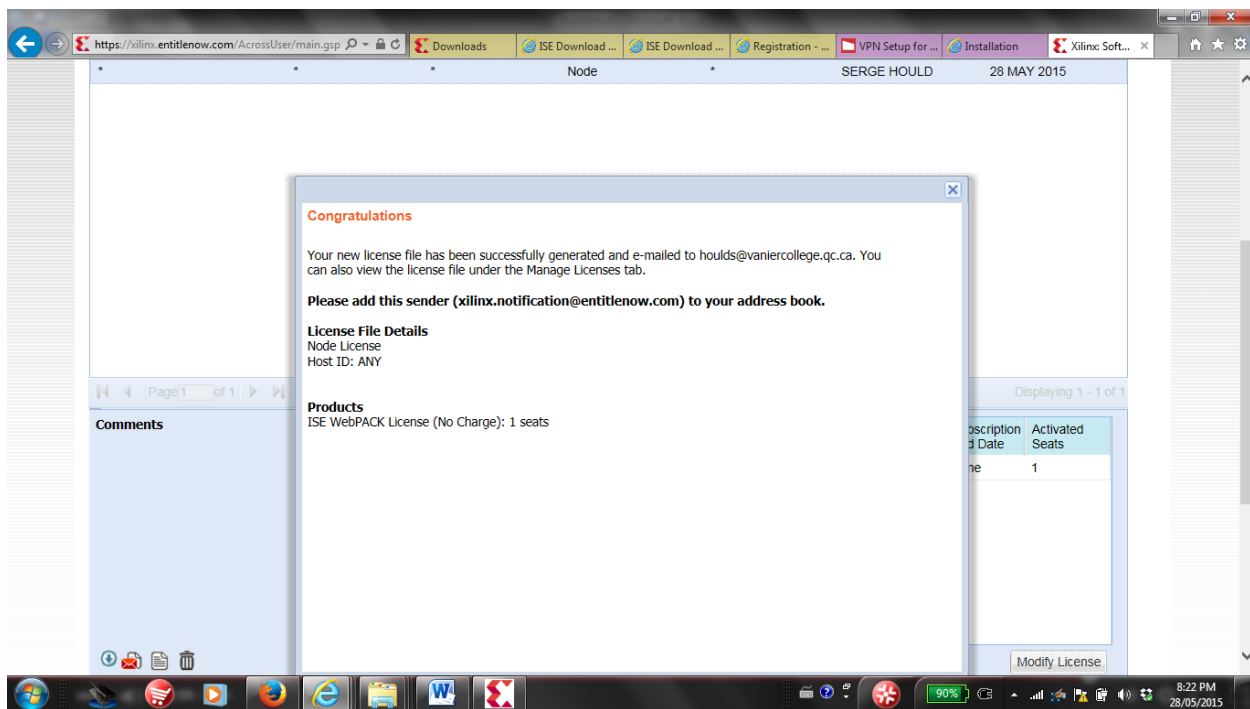 https://xilinx.entitlenow.com/AcrossUser/main.gsp
Downloads
ISE Download ...
ISE Download ...
Registration - ...
VPN Setup for ...
Installation
Xilinx Soft...
* * * Node * SERGE HOULD 28 MAY 2015
Congratulations
Your new license file has been successfully generated and e-mailed to houlds@vaniercollege.qc.ca. You
can also view the license file under the Manage Licenses tab.
Please add this sender (xilinx.notification@entitlenow.com) to your address book.
License File Details
Node License
Host ID: ANY
Products
ISE WebPACK License (No Charge): 1 seats
Page 1 of 1
Displaying 1 - 1 of 1
Comments
bscription Activated
d Date Seats
ne 1
Modify License
90%
8:22 PM
28/05/2015